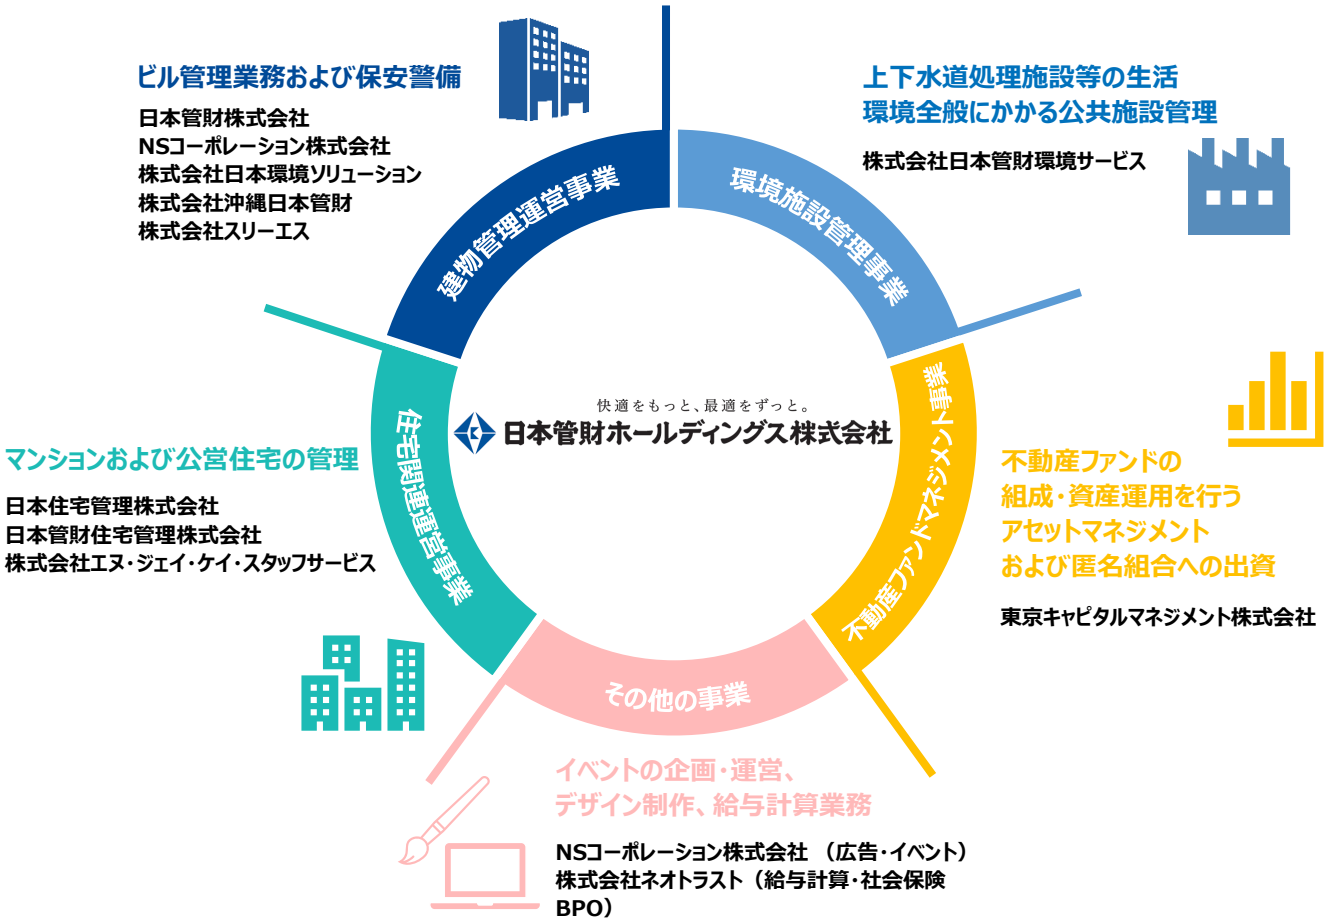 ビル管理業務および保安警備
日本管財株式会社
NSコーポレーション株式会社
株式会社日本環境ソリューション
株式会社沖縄日本管財
株式会社スリーエス
建物管理運営事業
上下水道処理施設等の生活
環境全般にかかる公共施設管理
株式会社日本管財環境サービス
環境施設管理事業
快適をもっと、最適をずっと。
日本管財ホールディングス株式会社
マンションおよび公営住宅の管理
日本住宅管理株式会社
日本管財住宅管理株式会社
株式会社エヌ・ジェイ・ケイ・スタッフサービス
住宅関連運営事業
不動産ファンドマネジメント事業
不動産ファンドの
組成・資産運用を行う
アセットマネジメント
および匿名組合への出資
東京キャピタルマネジメント株式会社
その他の事業
イベントの企画・運営、
デザイン制作、給与計算業務
NSコーポレーション株式会社 （広告・イベント）
株式会社ネオトラスト（給与計算・社会保険
BPO）